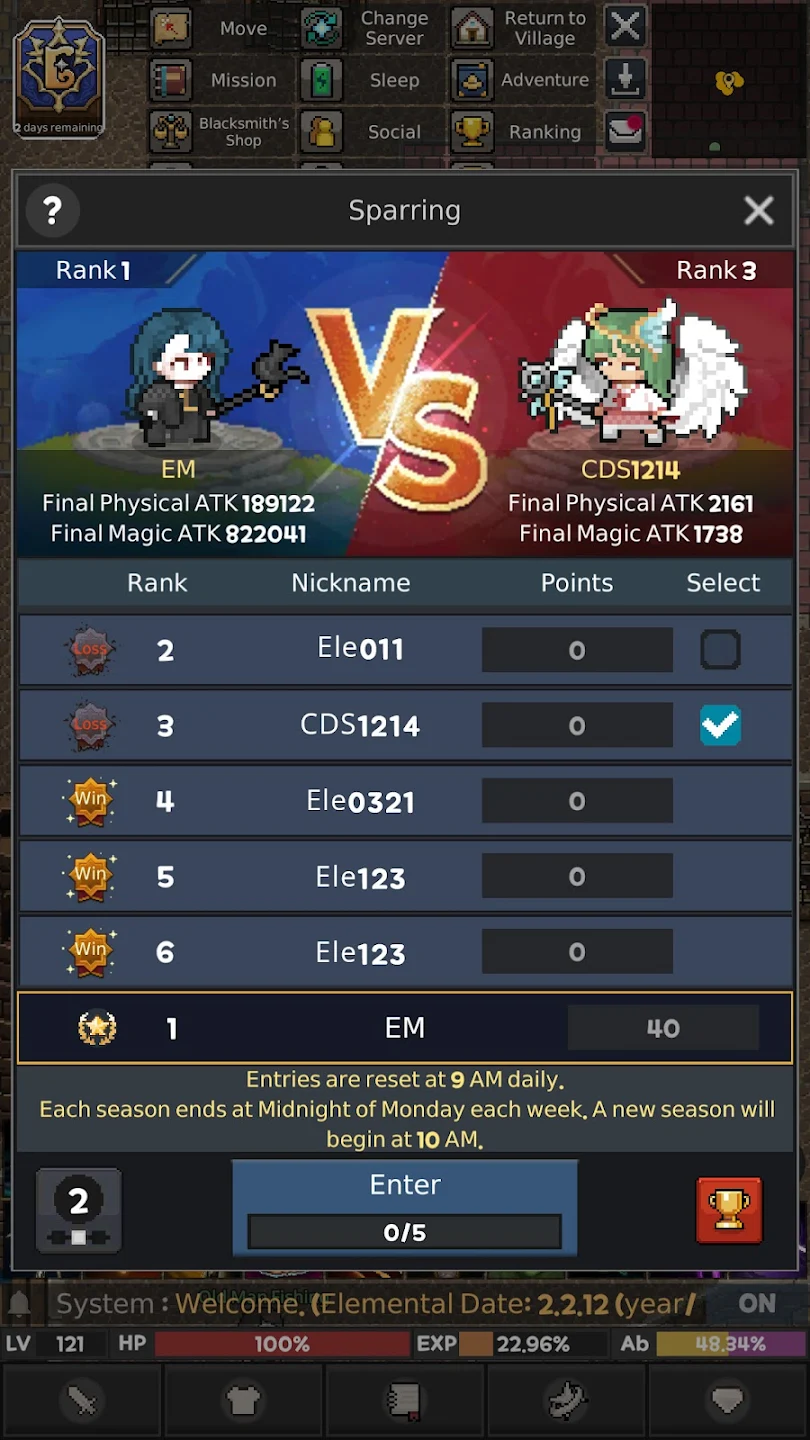 Move
Change
Server
Return to
Village
Mission
Sleep
Adventure
2 days remaining
Blacksmith's
Shop
Social
Ranking
?
Sparring
Rank 1
Rank 3
VS
EM
CDS1214
Final Physical ATK 189122
Final Physical ATK 2161
Final Magic ATK 822041
Final Magic ATK 1738
Rank Nickname Points Select
Loss 2 Ele011 0
Loss 3 CDS1214 0
Win 4 Ele0321 0
Win 5 Ele123 0
Win 6 Ele123 0
1 EM 40
Entries are reset at 9 AM daily.
Each season ends at Midnight of Monday each week. A new season will
begin at 10 AM.
2
Enter
0/5
System : Welcome. (Elemental Date: 2.2.12 (year/ ON
LV 121 HP 100% EXP 22.96% Ab 48.34%